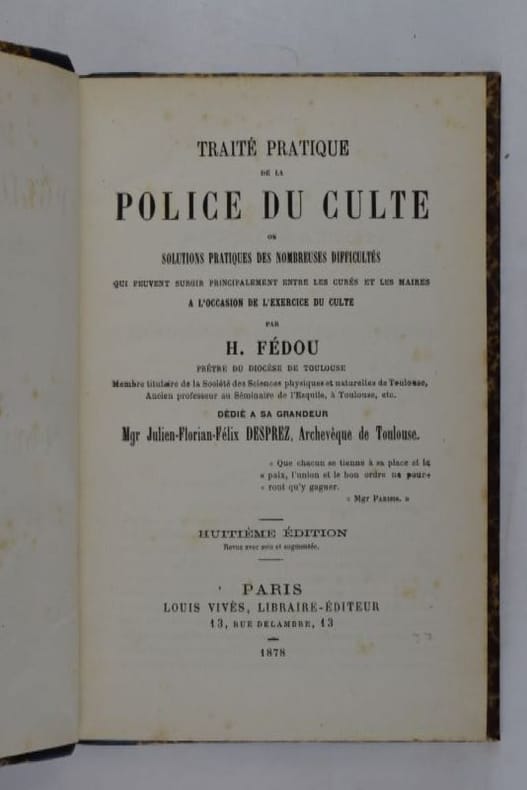 TRAITÉ PRATIQUE
DE LA
POLICE DU CULTE
OU
SOLUTIONS PRATIQUES DES NOMBREUSES DIFFICULTÉS
QUI PEUVENT SURGIR PRINCIPALEMENT ENTRE LES CURÉS ET LES MAIRES
A L'OCCASION DE L'EXERCICE DU CULTE
PAR
H. FÉDOU
PRÊTRE DU DIOCÈSE DE TOULOUSE
Membre titulaire de la Société des Sciences physiques et naturelles de Toulouse,
Ancien professeur au Séminaire de l'Esquile, à Toulouse, etc.
DÉDIÉ A SA GRANDEUR
Mgr Julien-Florian-Félix DESPREZ, Archevêque de Toulouse.
« Que chacun se tienne à sa place et la
« paix, l'union et le bon ordre ne pour-
« ront qu'y gagner.
« Mgr PARISIS. »
HUITIÈME ÉDITION
Revue avec soin et augmentée.
PARIS
LOUIS VIVÈS, LIBRAIRE-ÉDITEUR
13, RUE DELAMBRE, 13
1878